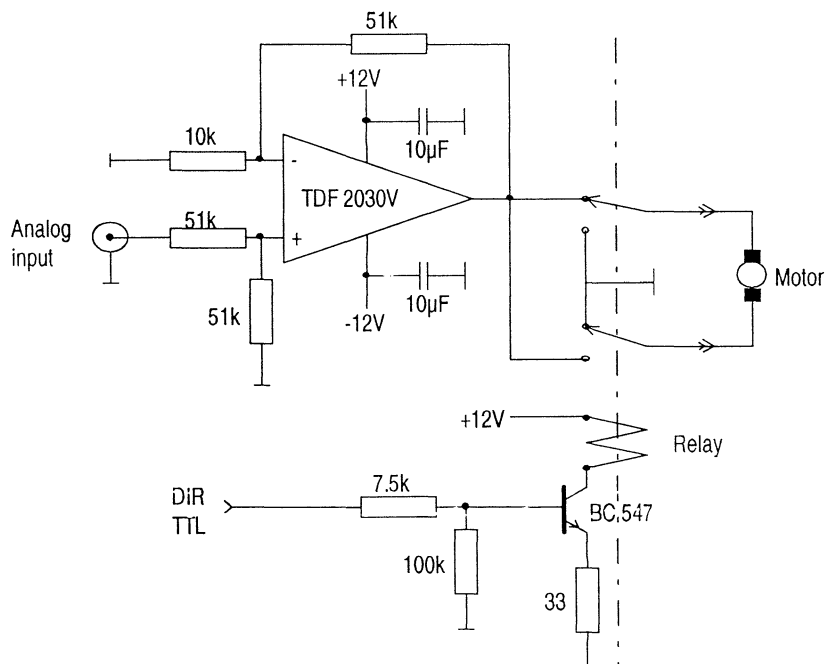 51k
+12V
10µF
10k
-
TDF 2030V
Analog
input
51k
+
51k
10µF
-12V
Motor
+12V
Relay
DIR
TTL
7.5k
BC 547
100k
33